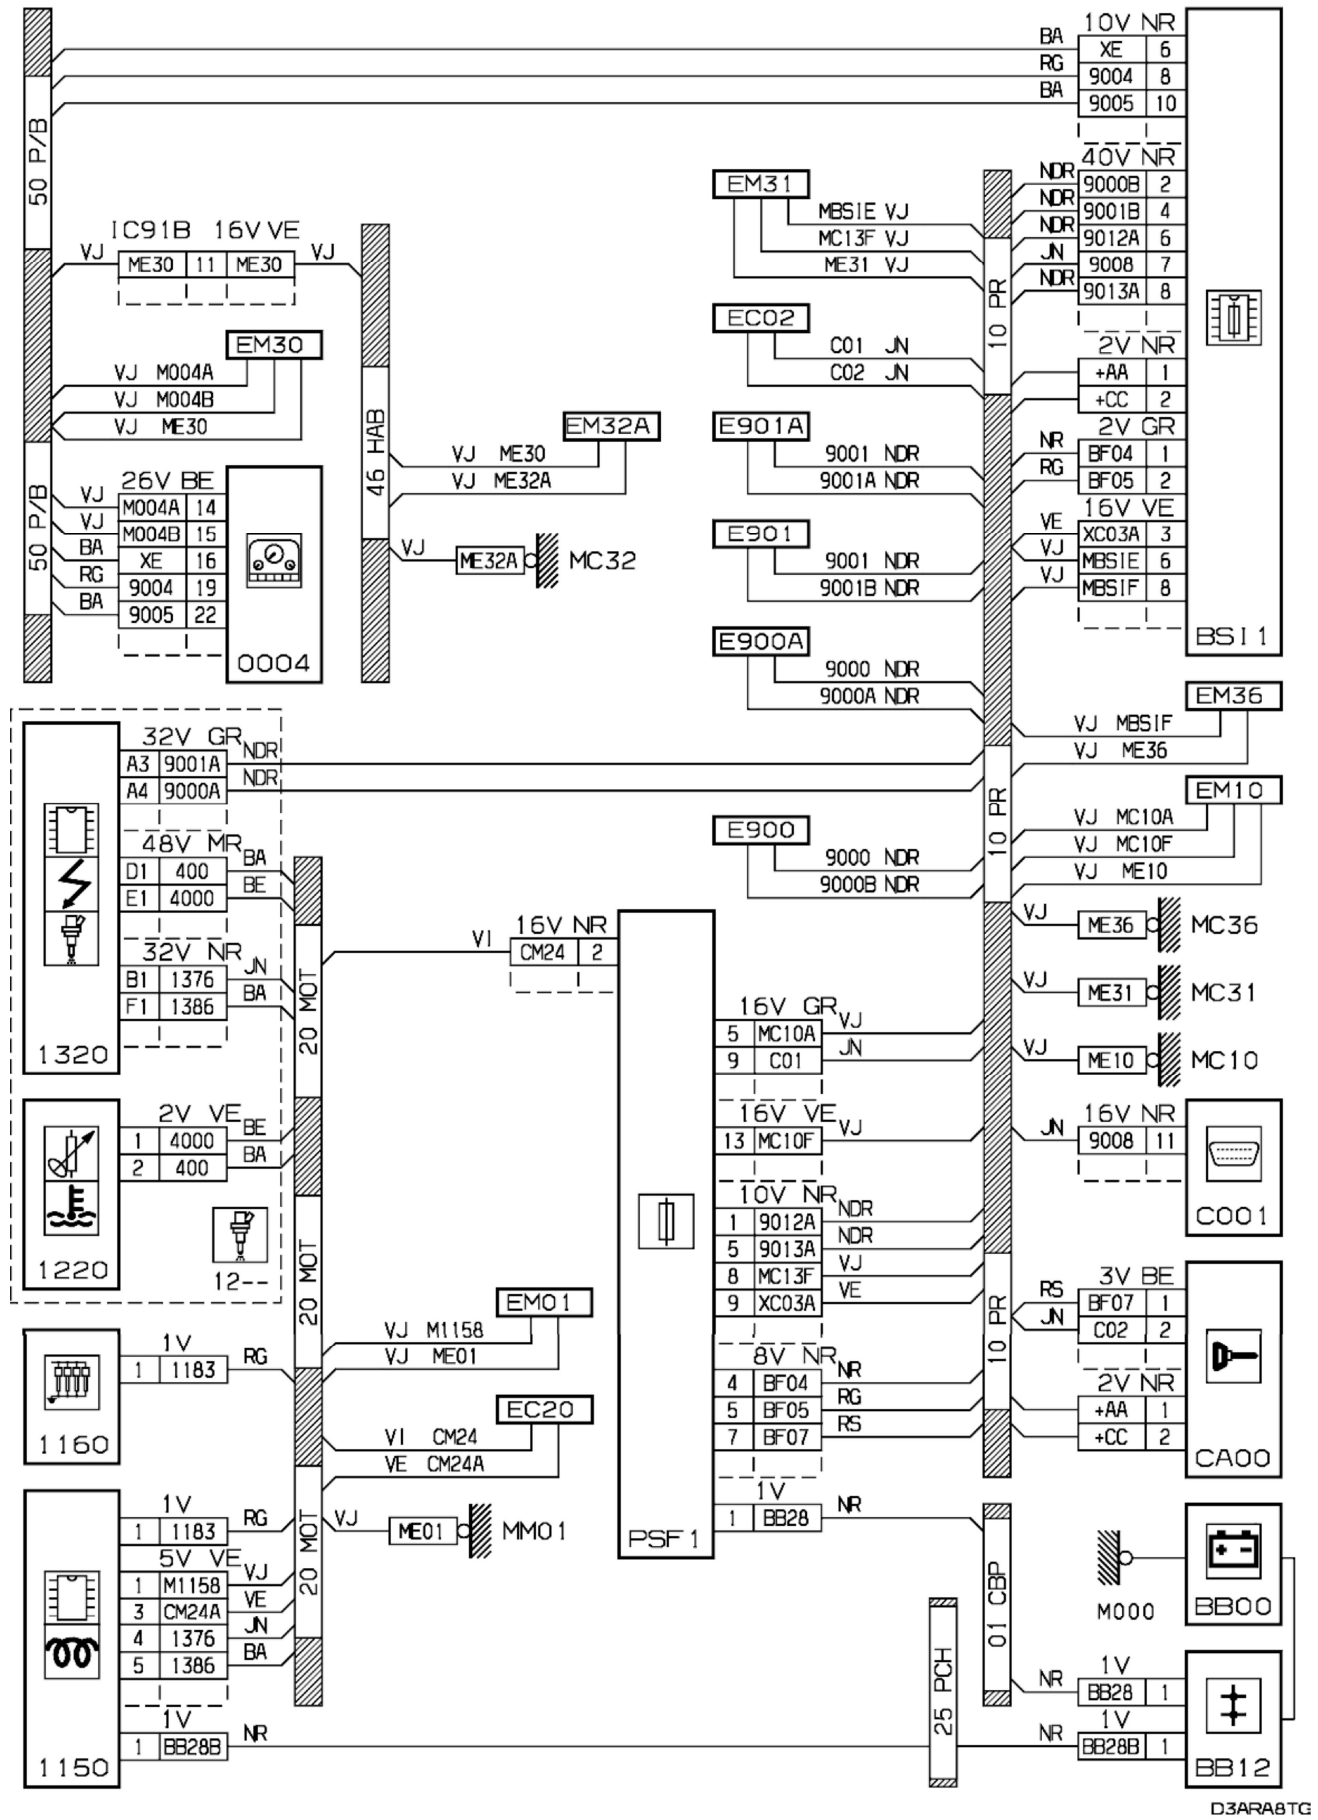 10V NR
BA XE 6
RG 9004 8
BA 9005 10
50 P/B
40V NR
NDR 9000B 2
NDR 9001B 4
NDR 9012A 6
JN 9008 7
NDR 9013A 8
2V NR
+AA 1
+CC 2
2V GR
NR BF04 1
RG BF05 2
16V VE
VE XC03A 3
VJ MBSIE 6
VJ MBSIF 8
BSI1
EM31
MBSIE VJ
MC13F VJ
ME31 VJ
10 PR
EC02
C01 JN
C02 JN
E901A
9001 NDR
9001A NDR
E901
9001 NDR
9001B NDR
E900A
9000 NDR
9000A NDR
IC91B 16V VE
VJ ME30 11 ME30 VJ
EM30
VJ M004A
VJ M004B
VJ ME30
46 HAB
EM32A
VJ ME30
VJ ME32A
VJ ME32A MC32
50 P/B
26V BE
VJ M004A 14
VJ M004B 15
BA XE 16
RG 9004 19
BA 9005 22
0004
EM36
VJ MBSIF
VJ ME36
EM10
VJ MC10A
VJ MC10F
VJ ME10
10 PR
E900
9000 NDR
9000B NDR
VJ ME36 MC36
VJ ME31 MC31
VJ ME10 MC10
32V GR
A3 9001A NDR
A4 9000A NDR
48V MR
D1 400 BA
E1 4000 BE
32V NR
B1 1376 JN
F1 1386 BA
1320
20 MOT
2V VE
1 4000 BE
2 400 BA
1220
12--
20 MOT
16V NR
VI CM24 2
16V GR
5 MC10A VJ
9 C01 JN
16V VE
13 MC10F VJ
10V NR
1 9012A NDR
5 9013A NDR
8 MC13F VJ
9 XC03A VE
8V NR
4 BF04 NR
5 BF05 RG
7 BF07 RS
1V
1 BB28 NR
PSF1
16V NR
JN 9008 11
C001
10 PR
3V BE
RS BF07 1
JN C02 2
2V NR
+AA 1
+CC 2
CA00
EM01
VJ M1158
VJ ME01
EC20
VI CM24
VE CM24A
VJ ME01 MM01
1V
1 1183 RG
1160
20 MOT
1V
1 1183 RG
5V VE
1 M1158 VJ
3 CM24A VE
4 1376 JN
5 1386 BA
1V
1 BB28B NR
1150
25 PCH
01 CBP
M000
BB00
1V
NR BB28 1
1V
NR BB28B 1
BB12
D3ARA8TG